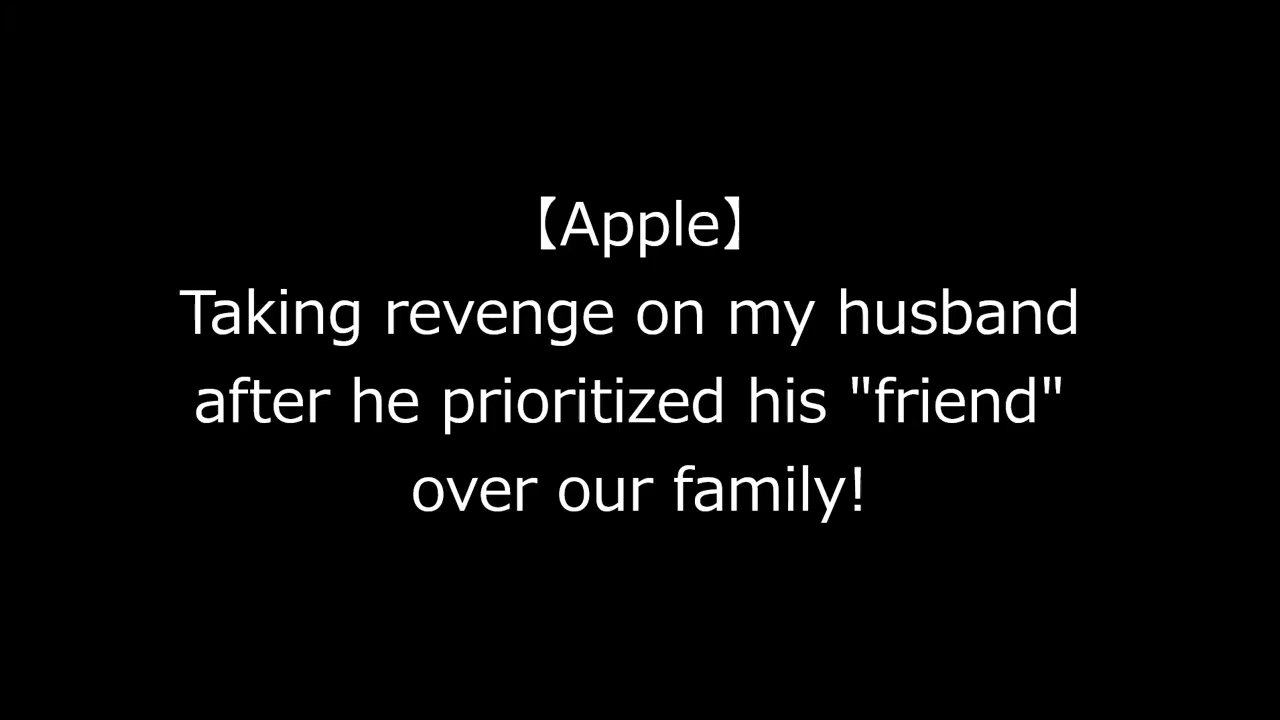 【Apple】
Taking revenge on my husband
after he prioritized his "friend"
over our family!